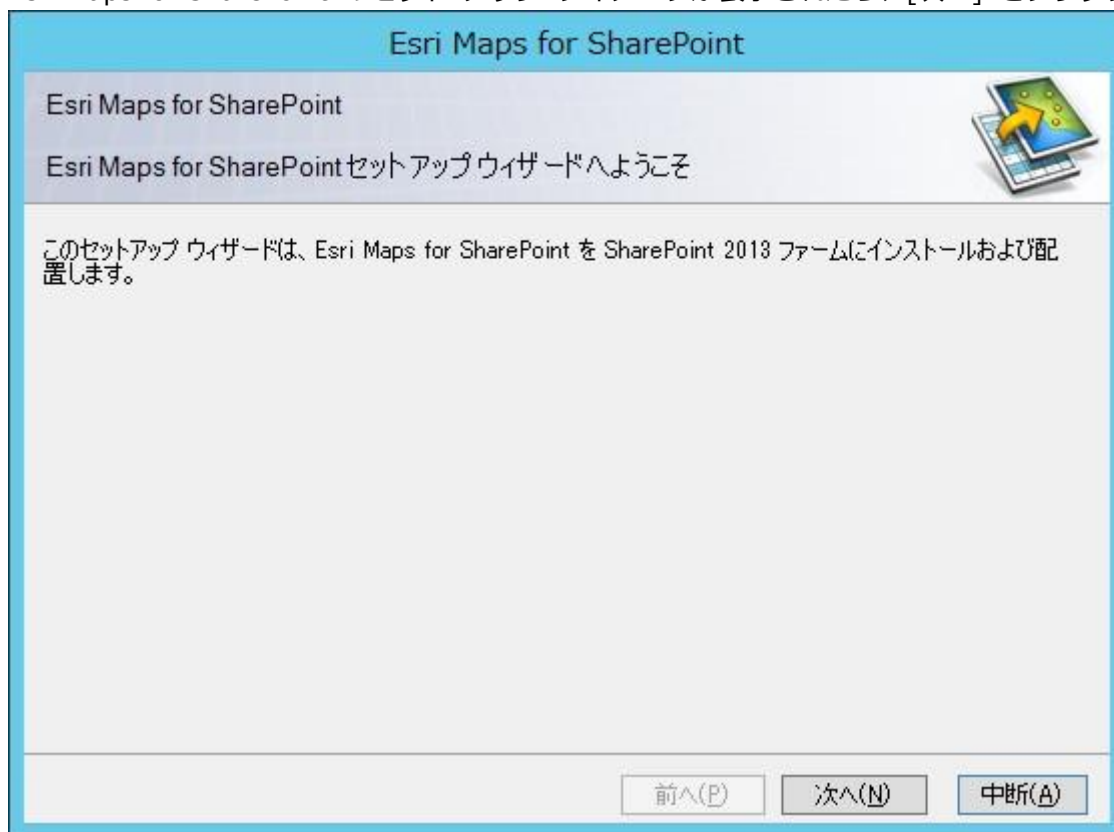 Esri Maps for SharePoint
Esri Maps for SharePoint
Esri Maps for SharePointセットアップウィザードへようこそ
このセットアップ ウィザードは、Esri Maps for SharePoint を SharePoint 2013 ファームにインストールおよび配
置します。
前へ(P) 次へ(N) 中断(A)